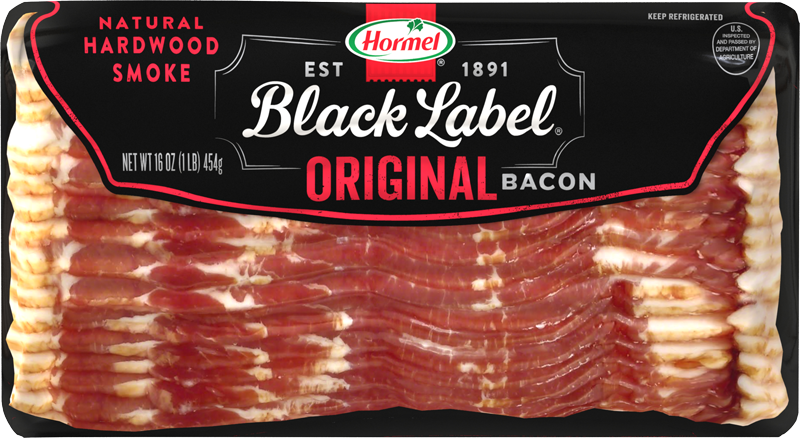 NATURAL
HARDWOOD
SMOKE
Hormel
®
KEEP REFRIGERATED
U.S.
INSPECTED
AND PASSED BY
DEPARTMENT OF
AGRICULTURE
EST 1891
Black Label®
NET WT 16 OZ (1 LB) 454g
ORIGINAL BACON